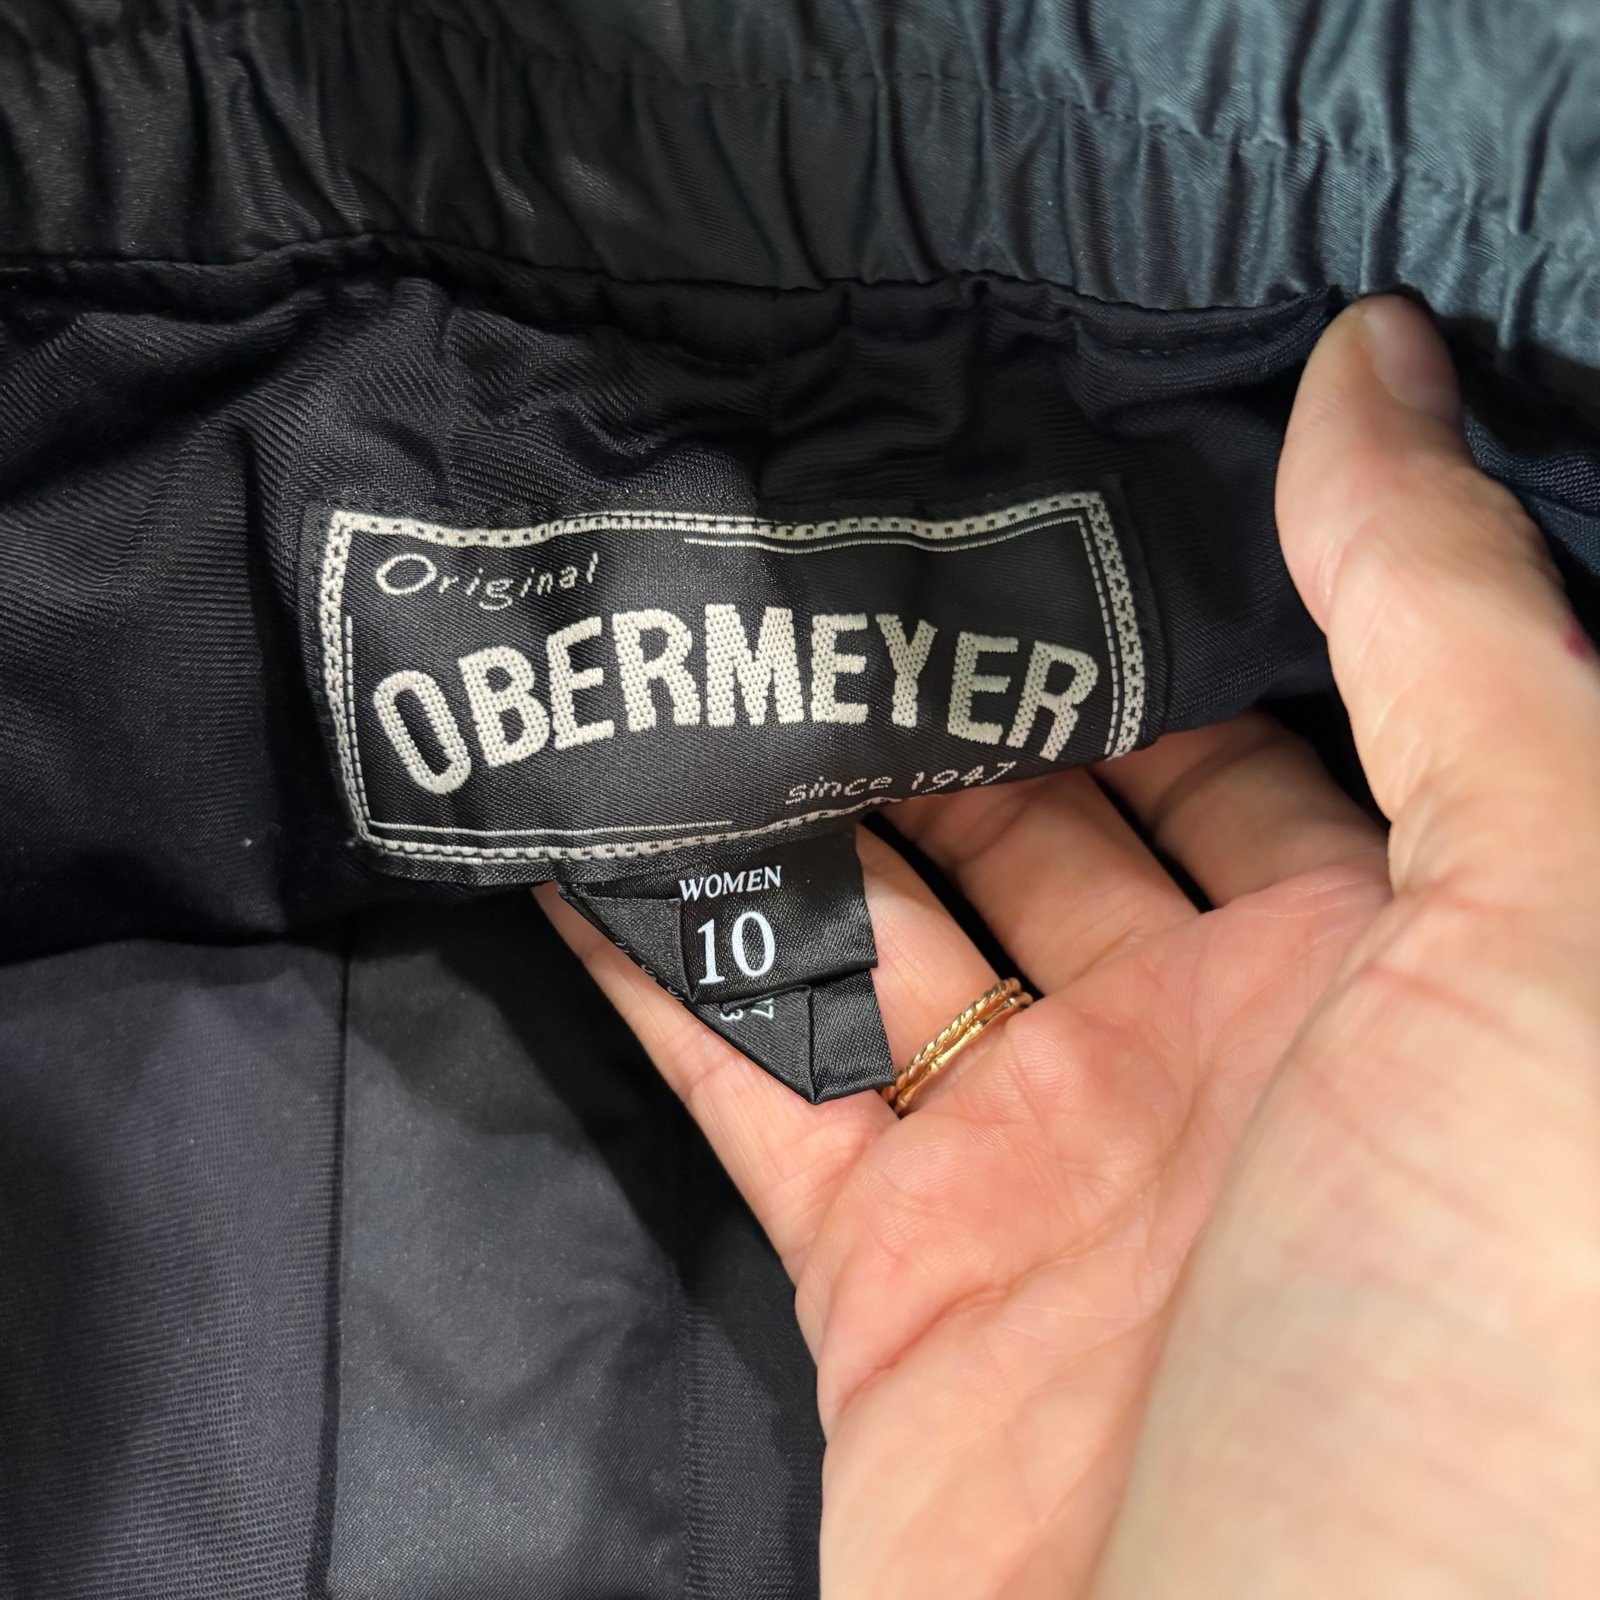 Original
OBERMEYER
since 1947
WOMEN
10